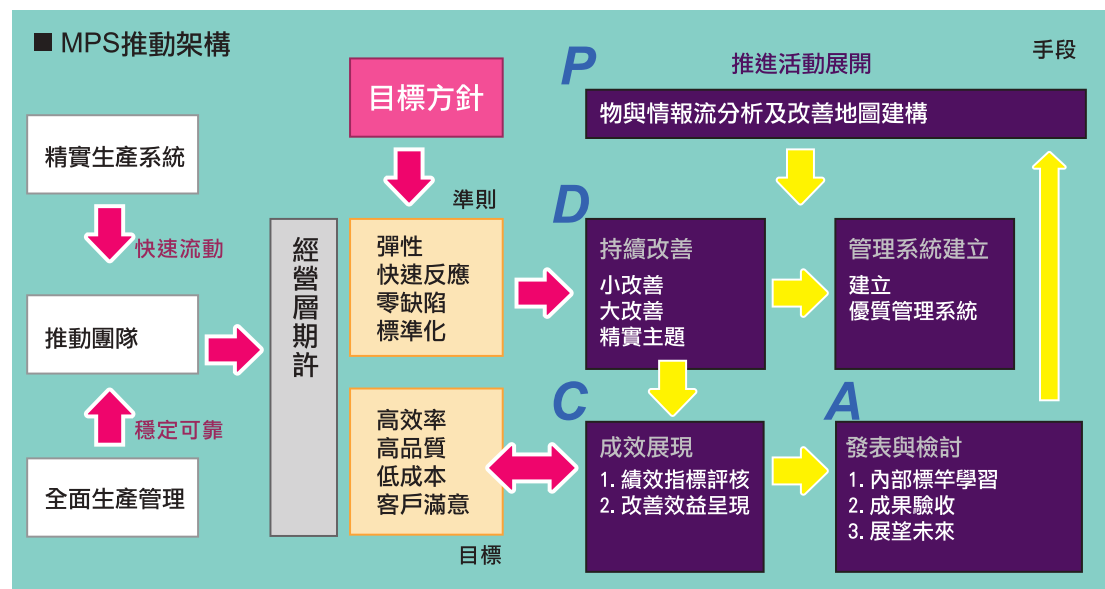 ■ MPS推動架構
精實生產系統
快速流動
推動團隊
穩定可靠
全面生產管理
經營層期許
目標方針
準則
彈性
快速反應
零缺陷
標準化
高效率
高品質
低成本
客戶滿意
目標
P
推進活動展開
手段
物與情報流分析及改善地圖建構
D
持續改善
小改善
大改善
精實主題
管理系統建立
建立
優質管理系統
C
成效展現
1. 績效指標評核
2. 改善效益呈現
A
發表與檢討
1. 內部標竿學習
2. 成果驗收
3. 展望未來